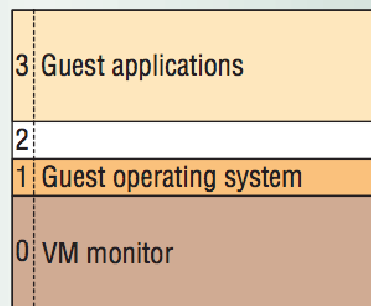 3 Guest applications
2
1 Guest operating system
0 VM monitor